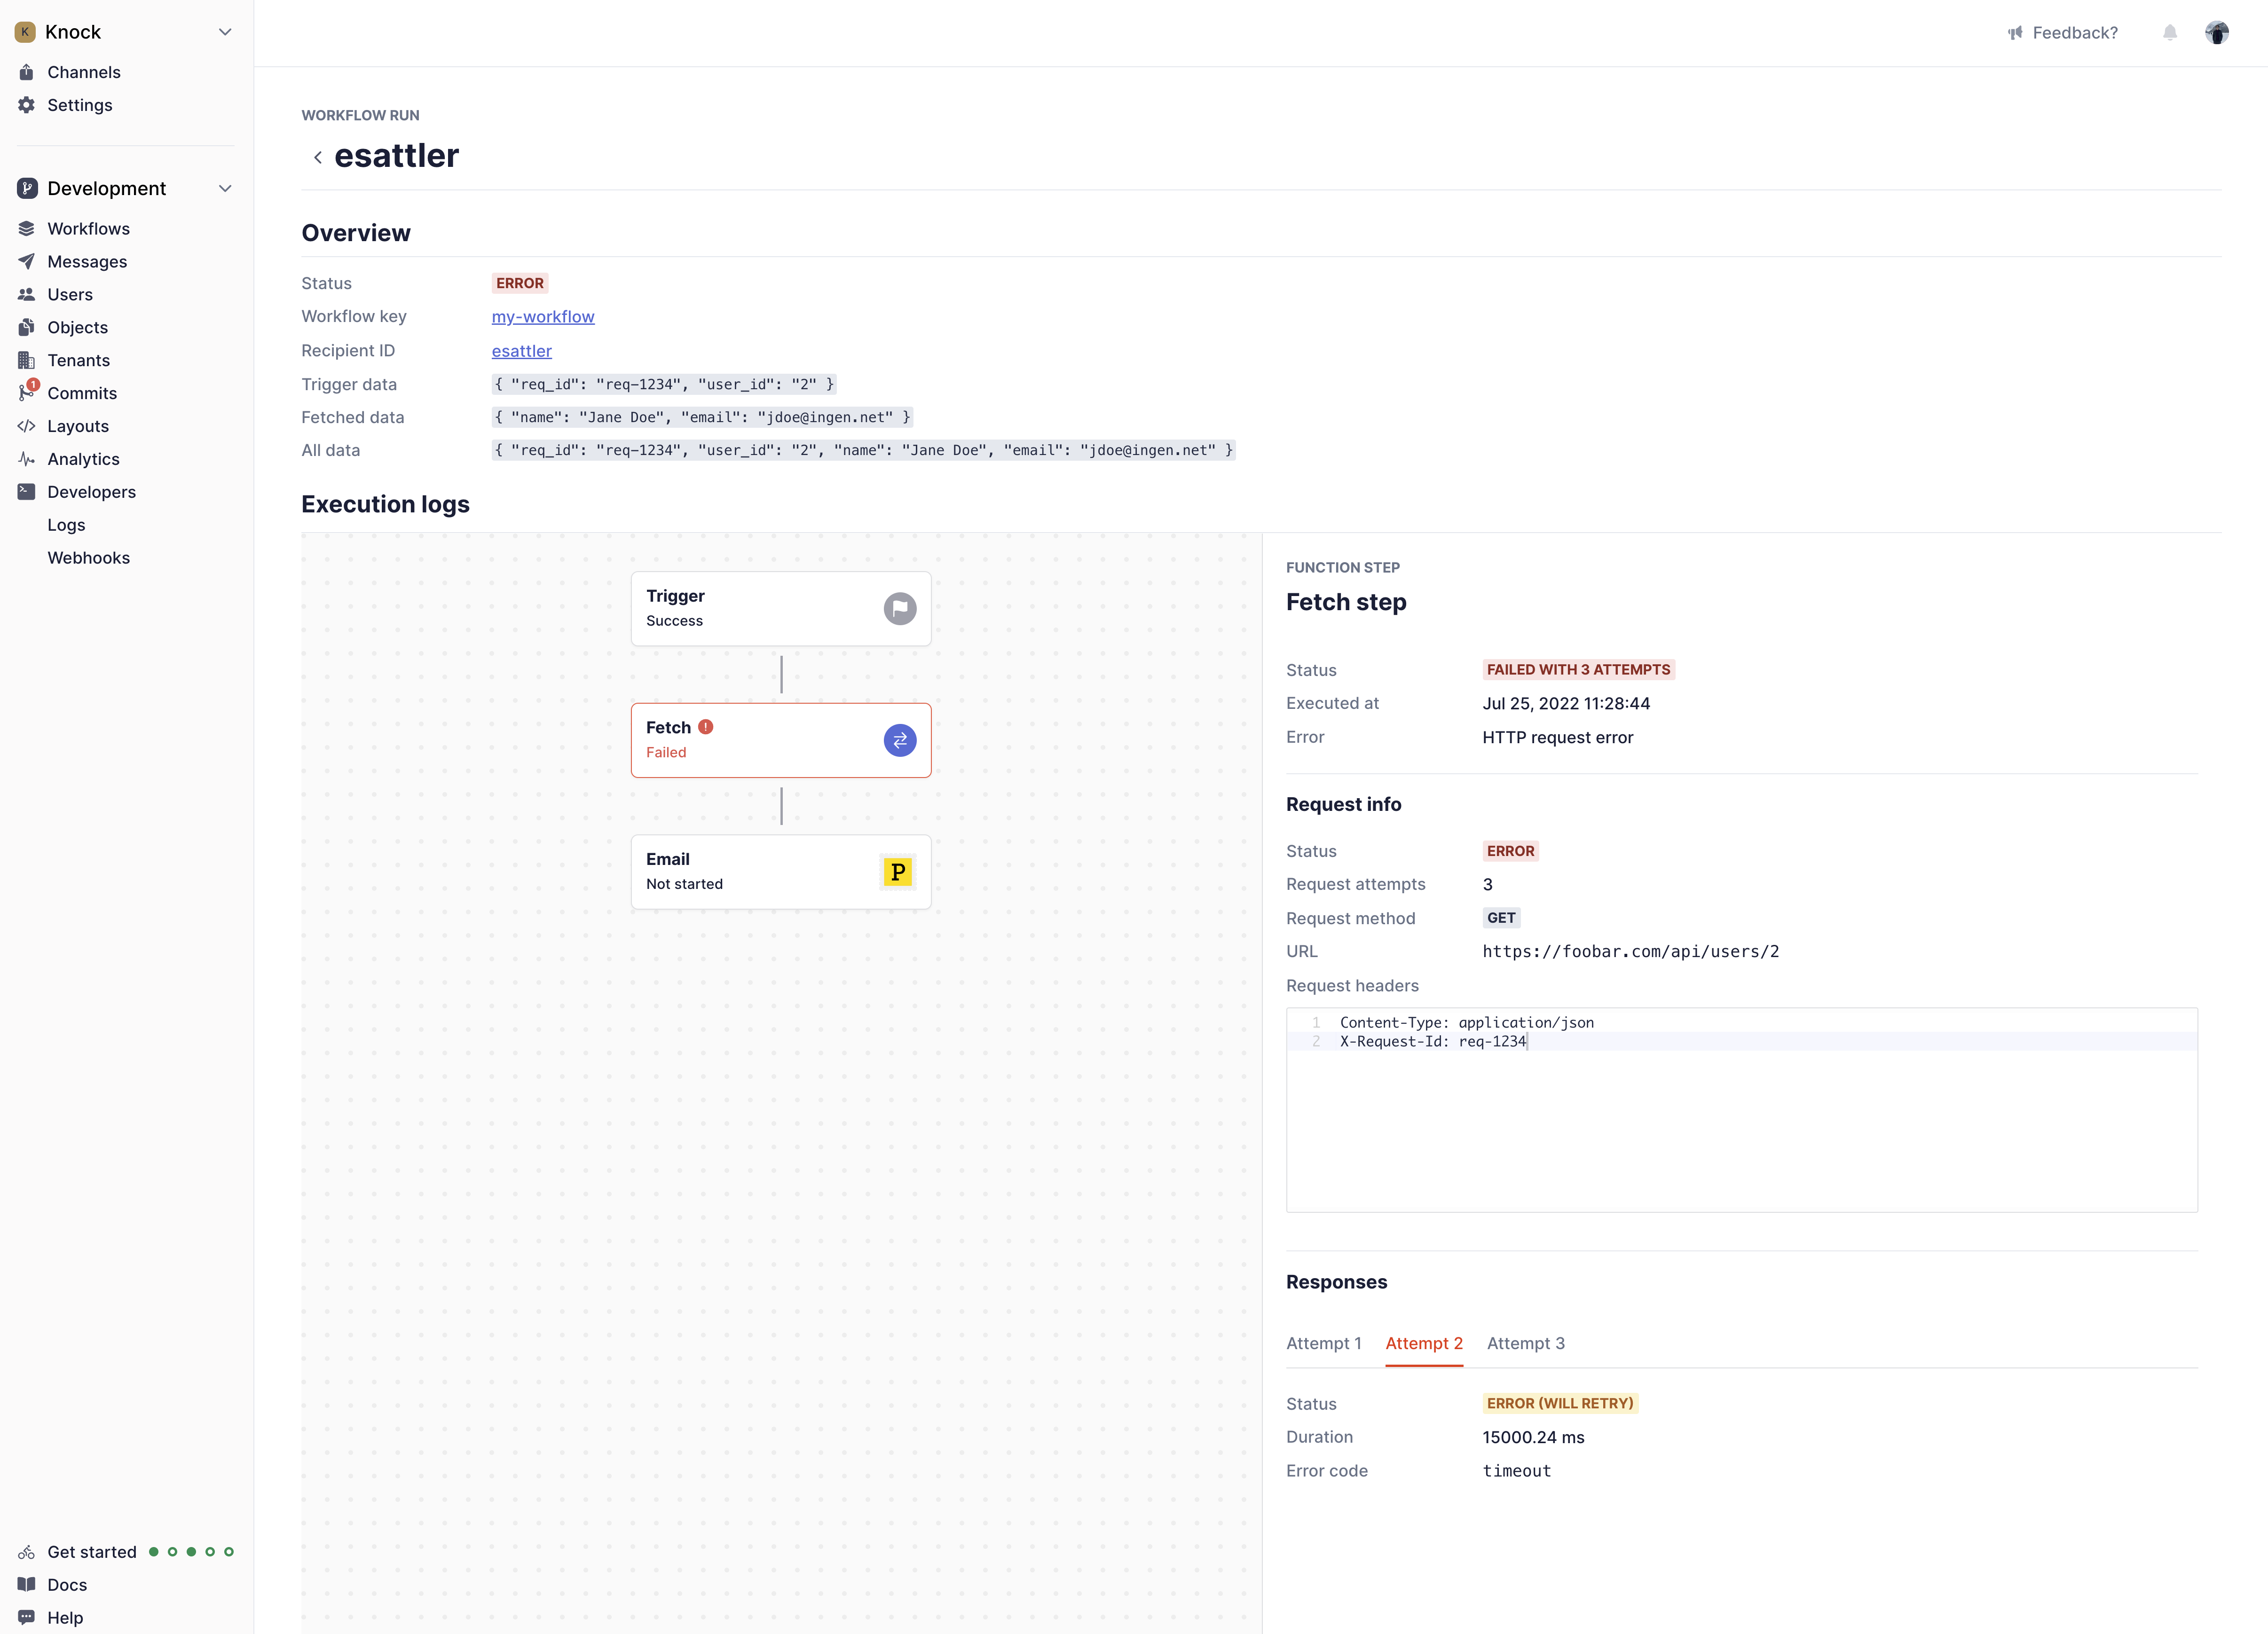 K Knock
Channels
Settings
Development
Workflows
Messages
Users
Objects
Tenants
1
Commits
Layouts
Analytics
Developers
Logs
Webhooks
Get started
Docs
Help
Feedback?
WORKFLOW RUN
esattler
Overview
Status ERROR
Workflow key my-workflow
Recipient ID esattler
Trigger data { "req_id": "req-1234", "user_id": "2" }
Fetched data { "name": "Jane Doe", "email": "jdoe@ingen.net" }
All data { "req_id": "req-1234", "user_id": "2", "name": "Jane Doe", "email": "jdoe@ingen.net" }
Execution logs
Trigger
Success
Fetch !
Failed
Email
Not started
P
FUNCTION STEP
Fetch step
Status FAILED WITH 3 ATTEMPTS
Executed at Jul 25, 2022 11:28:44
Error HTTP request error
Request info
Status ERROR
Request attempts 3
Request method GET
URL https://foobar.com/api/users/2
Request headers
1 Content-Type: application/json
2 X-Request-Id: req-1234
Responses
Attempt 1 Attempt 2 Attempt 3
Status ERROR (WILL RETRY)
Duration 15000.24 ms
Error code timeout